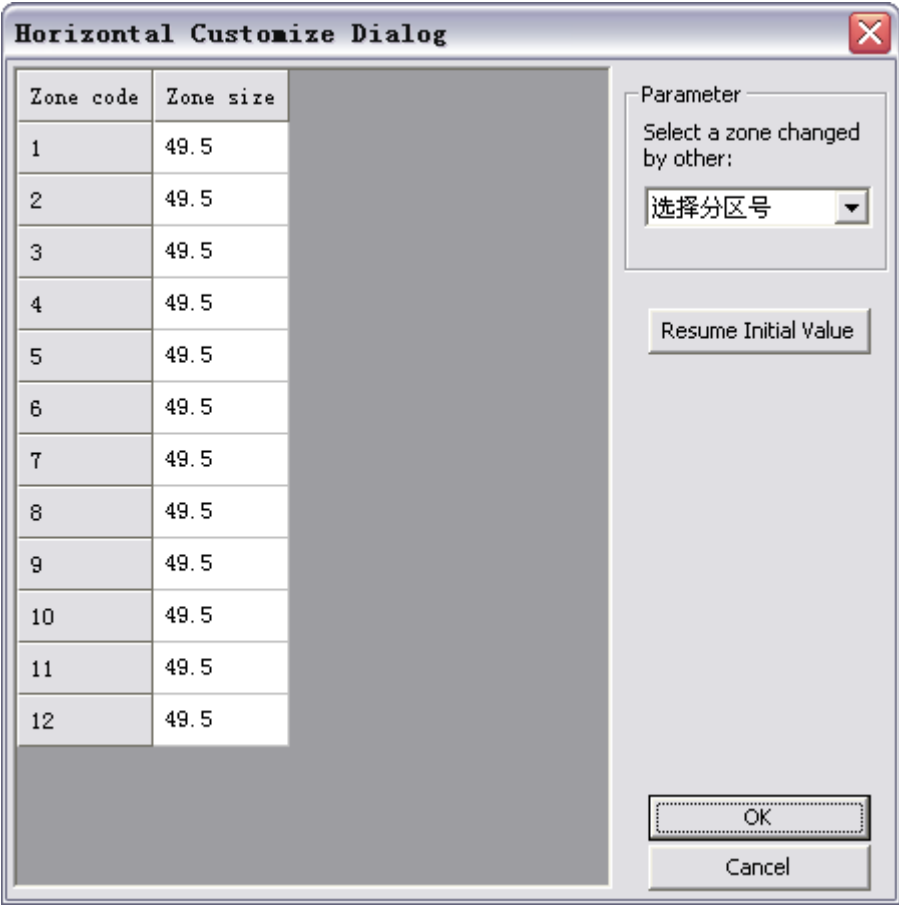 Horizontal Customize Dialog
Zone code Zone size
1 49.5
2 49.5
3 49.5
4 49.5
5 49.5
6 49.5
7 49.5
8 49.5
9 49.5
10 49.5
11 49.5
12 49.5
Parameter
Select a zone changed
by other:
选择分区号
Resume Initial Value
OK
Cancel